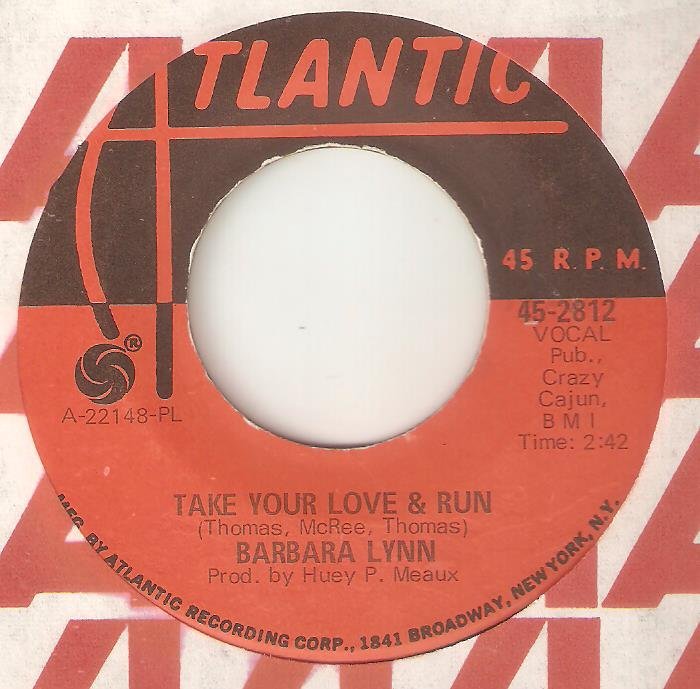 ATLANTIC
45 R.P.M.
45-2812
VOCAL
Pub.,
Crazy
Cajun,
B M I
Time: 2:42
®
A-22148-PL
TAKE YOUR LOVE & RUN
(Thomas, McRee, Thomas)
BARBARA LYNN
Prod. by Huey P. Meaux
MFG. BY ATLANTIC RECORDING CORP., 1841 BROADWAY, NEW YORK, N.Y.